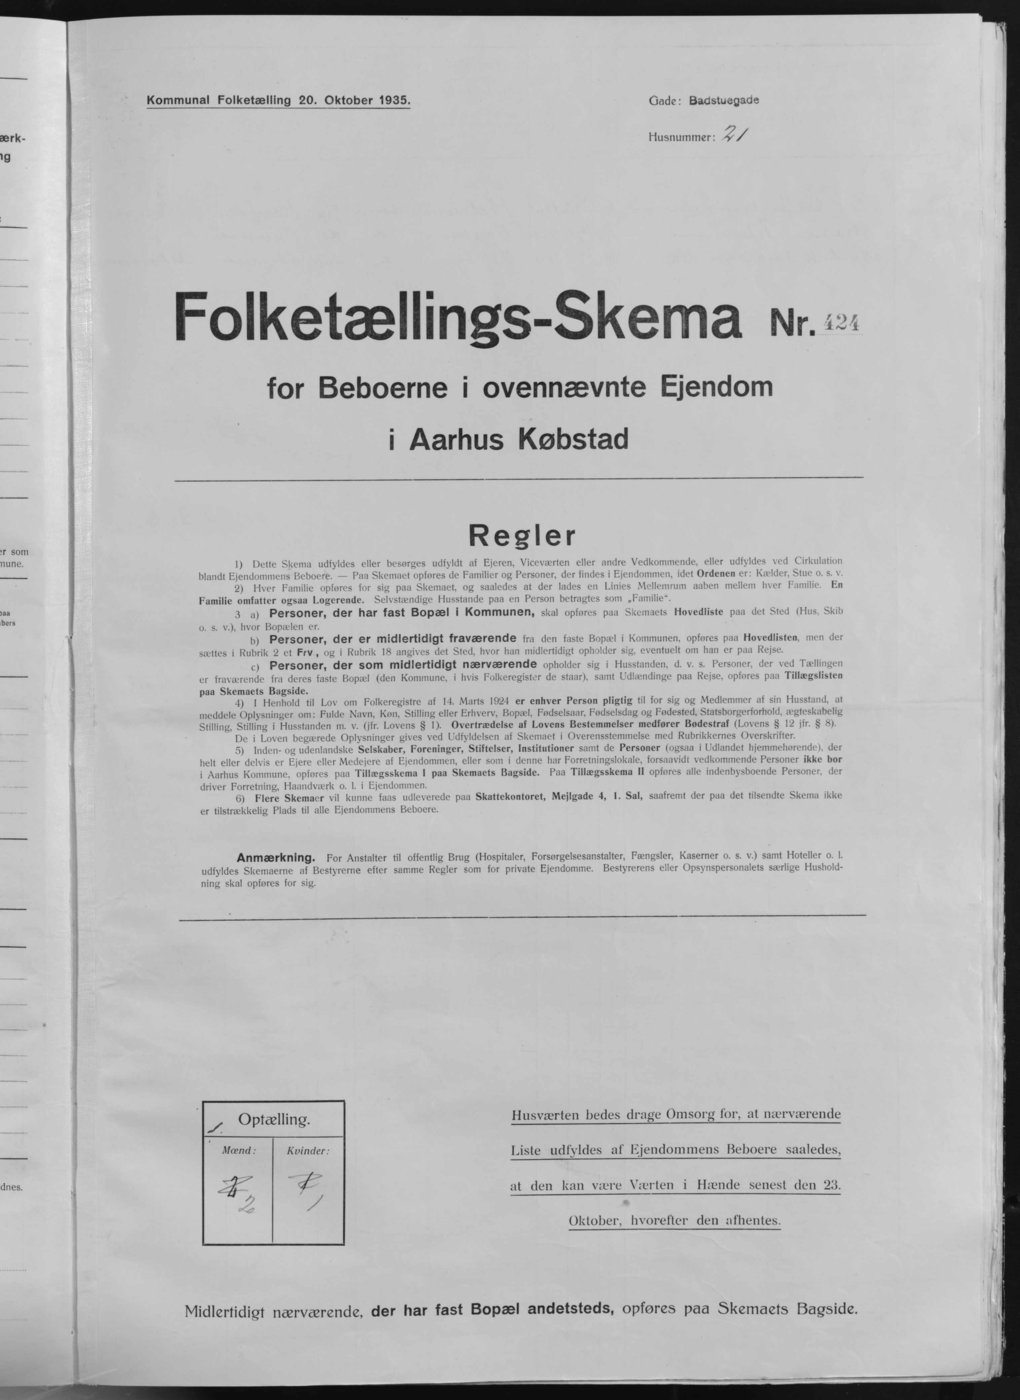 Kommunal Folketælling 20. Oktober 1935.
Gade: Badstuegade
Husnummer: 21
Folketællings-Skema Nr. 424
for Beboerne i ovennævnte Ejendom
i Aarhus Købstad
Regler
1) Dette Skema udfyldes eller besørges udfyldt af Ejeren, Viceværten eller andre Vedkommende, eller udfyldes ved Cirkulation
blandt Ejendommens Beboere. — Paa Skemaet opføres de Familier og Personer, der findes i Ejendommen, idet Ordenen er: Kælder, Stue o. s. v.
2) Hver Familie opføres for sig paa Skemaet, og saaledes at der lades en Linies Mellemrum aaben mellem hver Familie. En
Familie omfatter ogsaa Logerende. Selvstændige Husstande paa en Person betragtes som „Familie“.
3 a) Personer, der har fast Bopæl i Kommunen, skal opføres paa Skemaets Hovedliste paa det Sted (Hus, Skib
o. s. v.), hvor Bopælen er.
b) Personer, der er midlertidigt fraværende fra den faste Bopæl i Kommunen, opføres paa Hovedlisten, men der
sættes i Rubrik 2 et Frv., og i Rubrik 18 angives det Sted, hvor han midlertidigt opholder sig, eventuelt om han er paa Rejse.
c) Personer, der som midlertidigt nærværende opholder sig i Husstanden, d. v. s. Personer, der ved Tællingen
er fraværende fra deres faste Bopæl (den Kommune, i hvis Folkeregister de staar), samt Udlændinge paa Rejse, opføres paa Tillægslisten
paa Skemaets Bagside.
4) I Henhold til Lov om Folkeregistre af 14. Marts 1924 er enhver Person pligtig til for sig og Medlemmer af sin Husstand, at
meddele Oplysninger om: Fulde Navn, Køn, Stilling eller Erhverv, Bopæl, Fødselsaar, Fødselsdag og Fødested, Statsborgerforhold, ægteskabelig
Stilling, Stilling i Husstanden m. v. (jfr. Lovens § 1). Overtrædelse af Lovens Bestemmelser medfører Bødestraf (Lovens § 12 jfr. § 8).
De i Loven begærede Oplysninger gives ved Udfyldelsen af Skemaet i Overensstemmelse med Rubrikkernes Overskrifter.
5) Inden- og udenlandske Selskaber, Foreninger, Stiftelser, Institutioner samt de Personer (ogsaa i Udlandet hjemmehørende), der
helt eller delvis er Ejere eller Medejere af Ejendommen, eller som i denne har Forretningslokale, forsaavidt vedkommende Personer ikke bor
i Aarhus Kommune, opføres paa Tillægsskema I paa Skemaets Bagside. Paa Tillægsskema II opføres alle indenbysboende Personer, der
driver Forretning, Haandværk o. l. i Ejendommen.
6) Flere Skemaer vil kunne faas udleverede paa Skattekontoret, Mejlgade 4, 1. Sal, saafremt der paa det tilsendte Skema ikke
er tilstrækkelig Plads til alle Ejendommens Beboere.
Anmærkning. For Anstalter til offentlig Brug (Hospitaler, Forsørgelsesanstalter, Fængsler, Kaserner o. s. v.) samt Hoteller o. l.
udfyldes Skemaerne af Bestyrerne efter samme Regler som for private Ejendomme. Bestyrerens eller Opsynspersonalets særlige Hushold-
ning skal opføres for sig.
Optælling.
Mænd: Kvinder:
2 1
Husværten bedes drage Omsorg for, at nærværende
Liste udfyldes af Ejendommens Beboere saaledes,
at den kan være Værten i Hænde senest den 23.
Oktober, hvorefter den afhentes.
Midlertidigt nærværende, der har fast Bopæl andetsteds, opføres paa Skemaets Bagside.